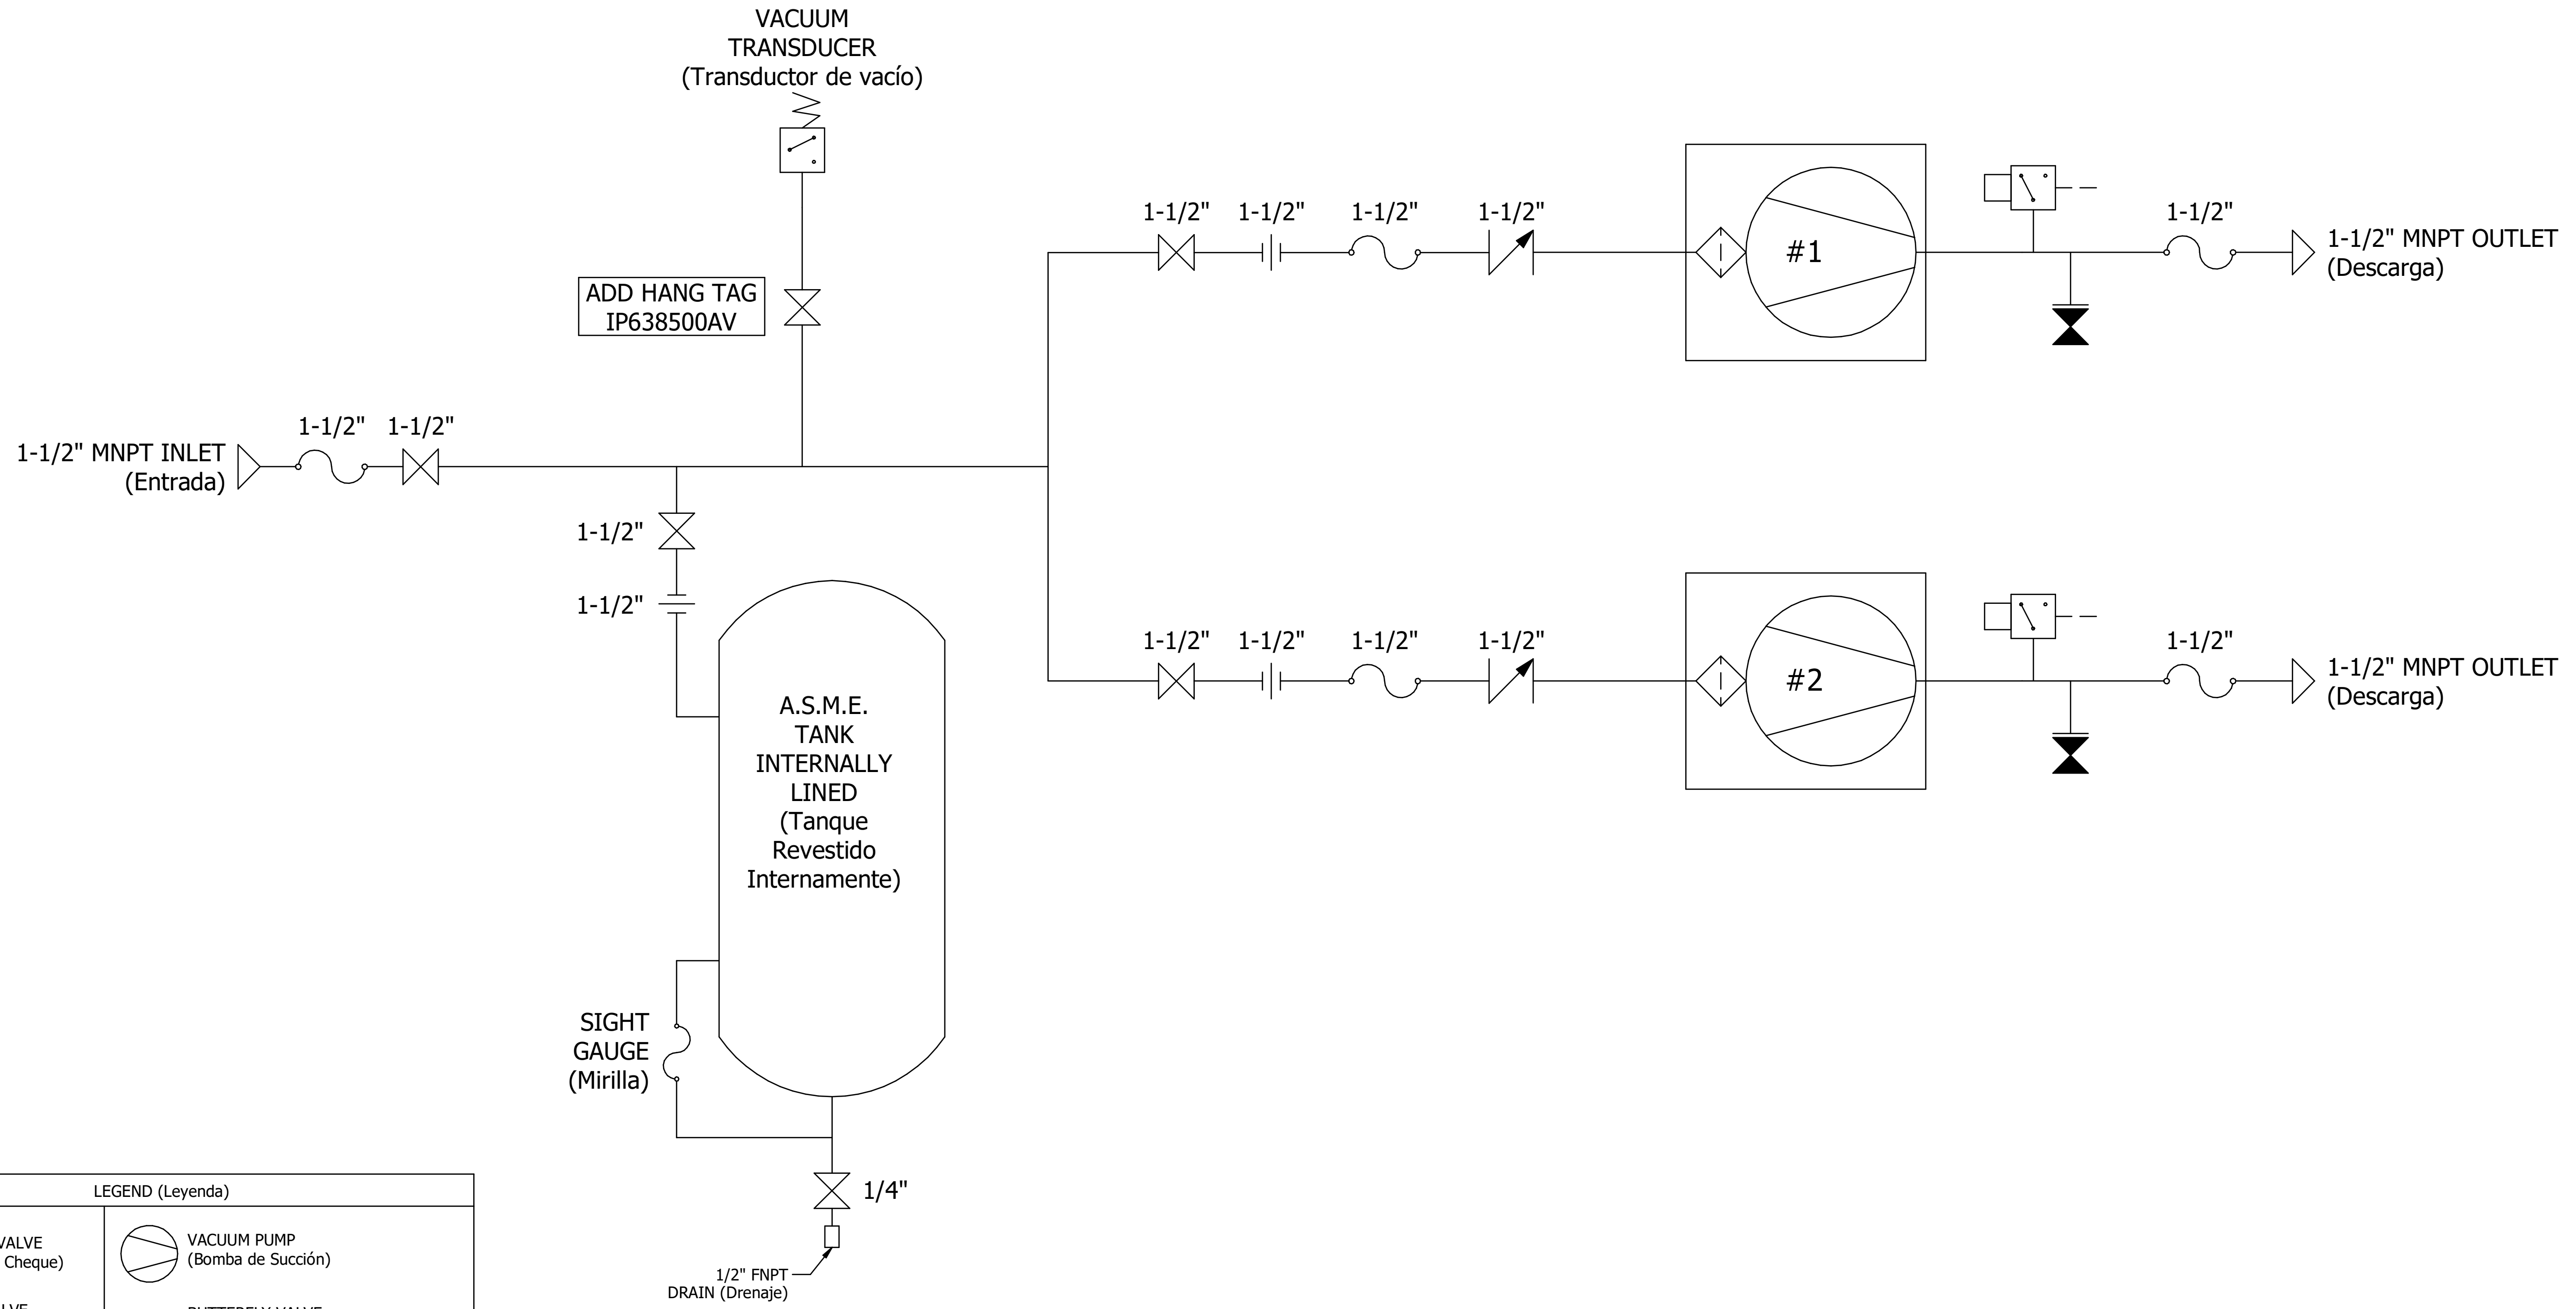 VACUUM
TRANSDUCER
(Transductor de vacío)
ADD HANG TAG
IP638500AV
1-1/2" MNPT INLET
(Entrada)
1-1/2" 1-1/2"
1-1/2"
1-1/2"
A.S.M.E.
TANK
INTERNALLY
LINED
(Tanque
Revestido
Internamente)
SIGHT
GAUGE
(Mirilla)
1/4"
1/2" FNPT
DRAIN (Drenaje)
1-1/2" 1-1/2" 1-1/2" 1-1/2"
#1
1-1/2"
1-1/2" MNPT OUTLET
(Descarga)
1-1/2" 1-1/2" 1-1/2" 1-1/2"
#2
1-1/2"
1-1/2" MNPT OUTLET
(Descarga)
LEGEND (Leyenda)
VALVE
Cheque)
VACUUM PUMP
(Bomba de Succión)